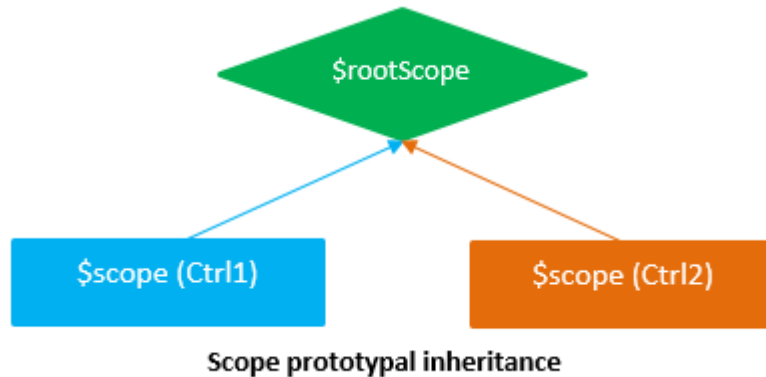 $rootScope
$scope (Ctrl1)
$scope (Ctrl2)
Scope prototypal inheritance